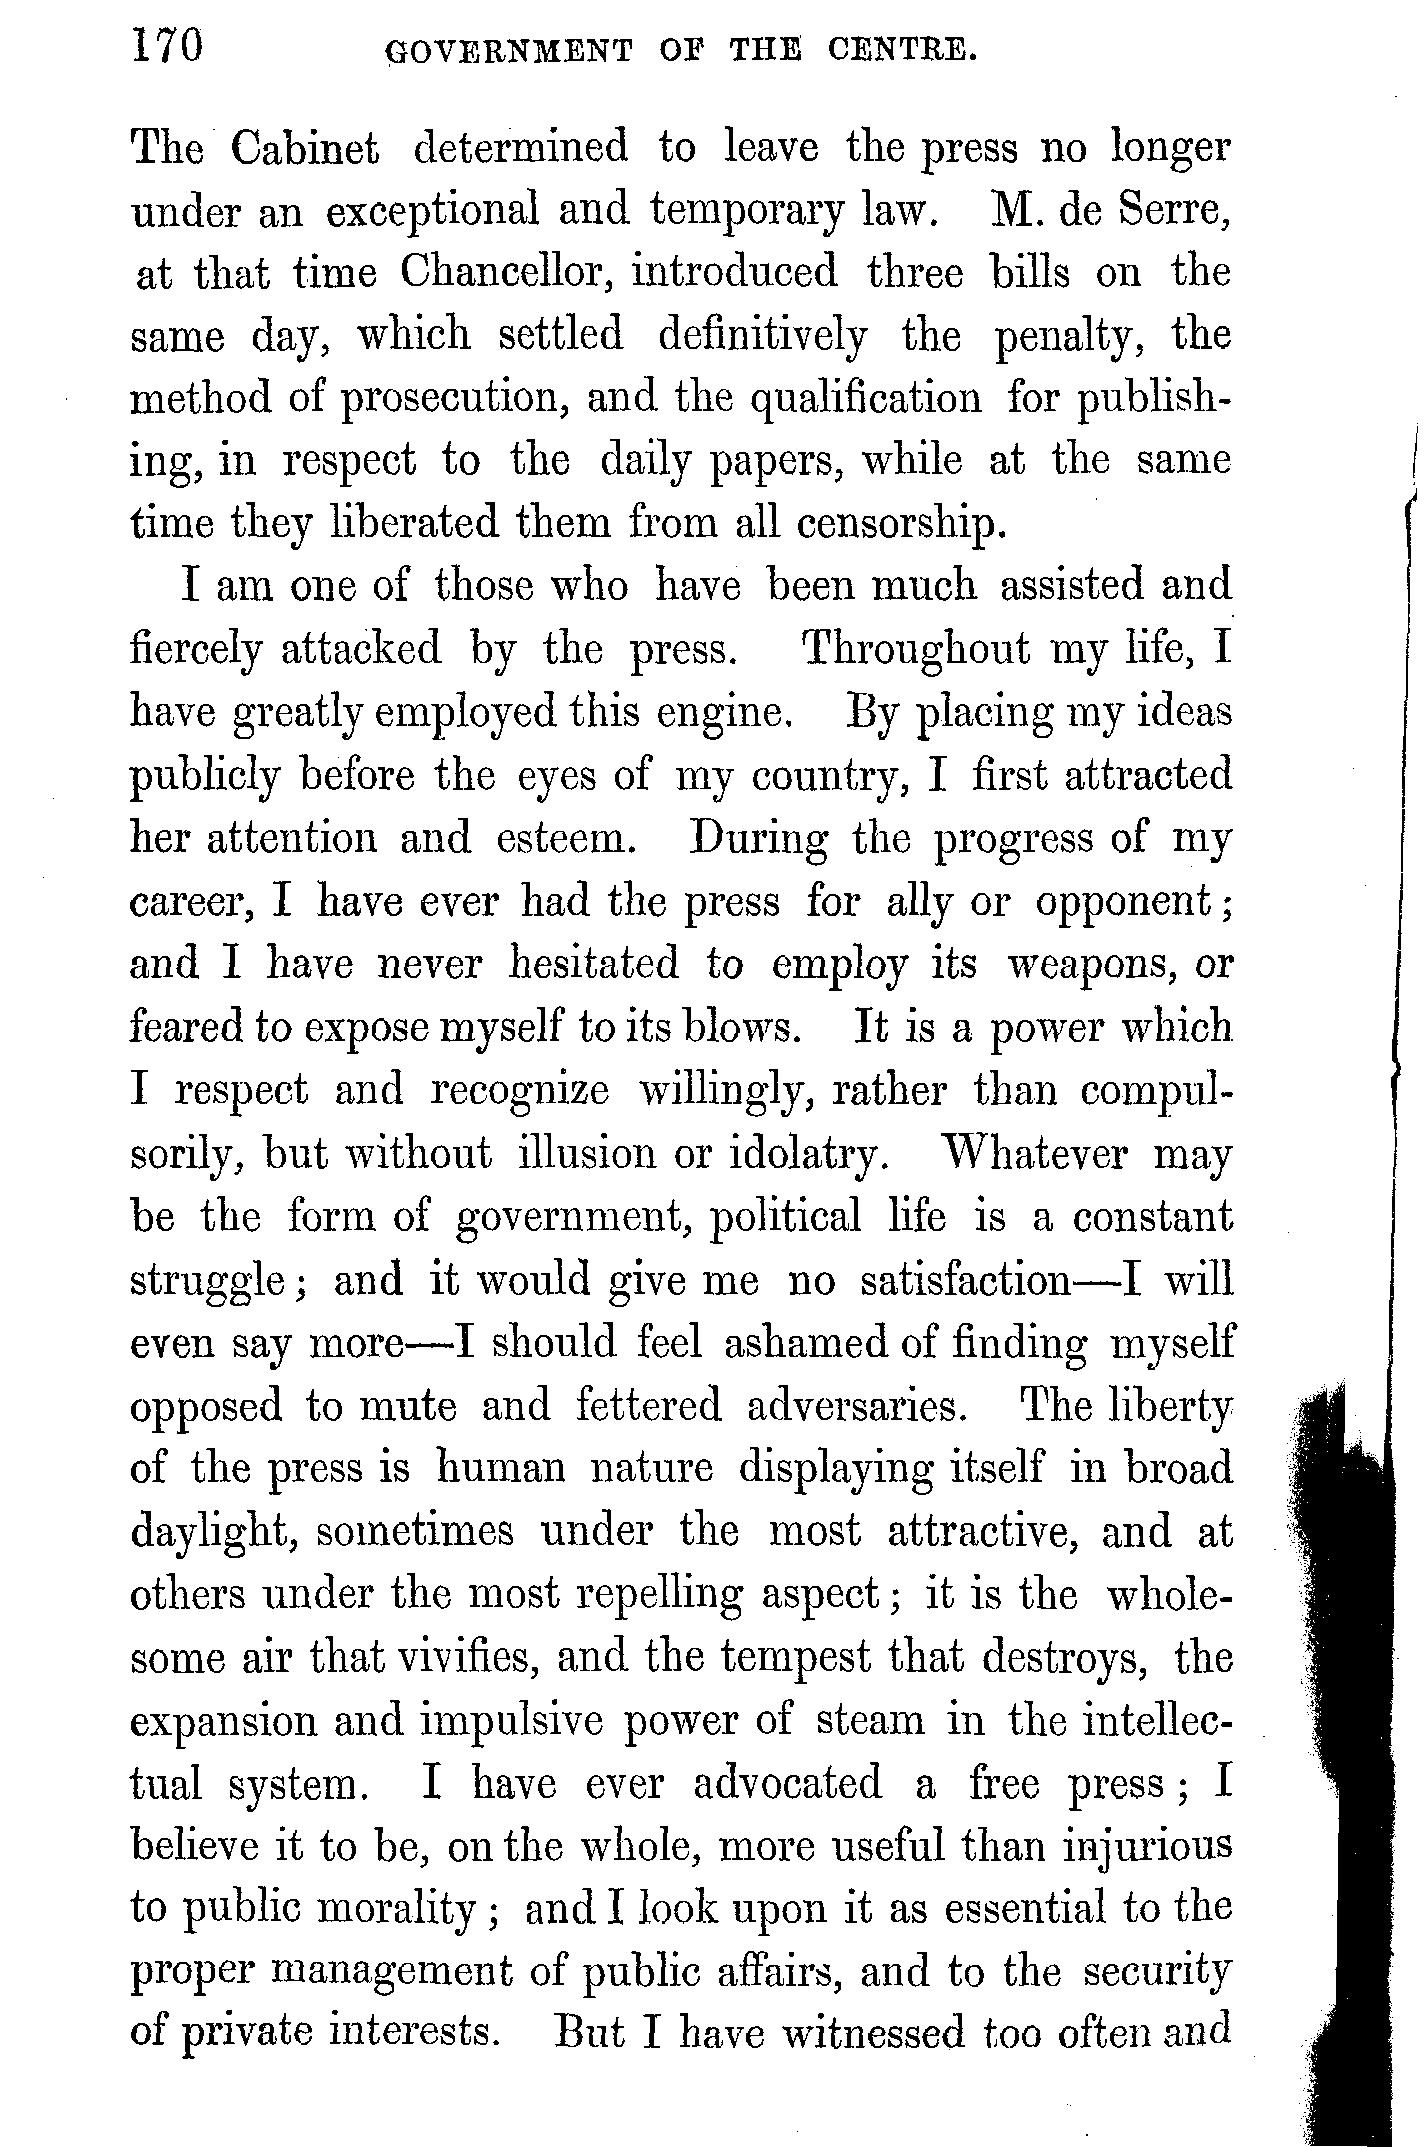 170 GOVERNMENT OF THE CENTRE.
The Cabinet determined to leave the press no longer
under an exceptional and temporary law. M. de Serre,
at that time Chancellor, introduced three bills on the
same day, which settled definitively the penalty, the
method of prosecution, and the qualification for publish-
ing, in respect to the daily papers, while at the same
time they liberated them from all censorship.
I am one of those who have been much assisted and
fiercely attacked by the press. Throughout my life, I
have greatly employed this engine. By placing my ideas
publicly before the eyes of my country, I first attracted
her attention and esteem. During the progress of my
career, I have ever had the press for ally or opponent;
and I have never hesitated to employ its weapons, or
feared to expose myself to its blows. It is a power which
I respect and recognize willingly, rather than compul-
sorily, but without illusion or idolatry. Whatever may
be the form of government, political life is a constant
struggle; and it would give me no satisfaction—I will
even say more—I should feel ashamed of finding myself
opposed to mute and fettered adversaries. The liberty
of the press is human nature displaying itself in broad
daylight, sometimes under the most attractive, and at
others under the most repelling aspect; it is the whole-
some air that vivifies, and the tempest that destroys, the
expansion and impulsive power of steam in the intellec-
tual system. I have ever advocated a free press; I
believe it to be, on the whole, more useful than injurious
to public morality; and I look upon it as essential to the
proper management of public affairs, and to the security
of private interests. But I have witnessed too often and